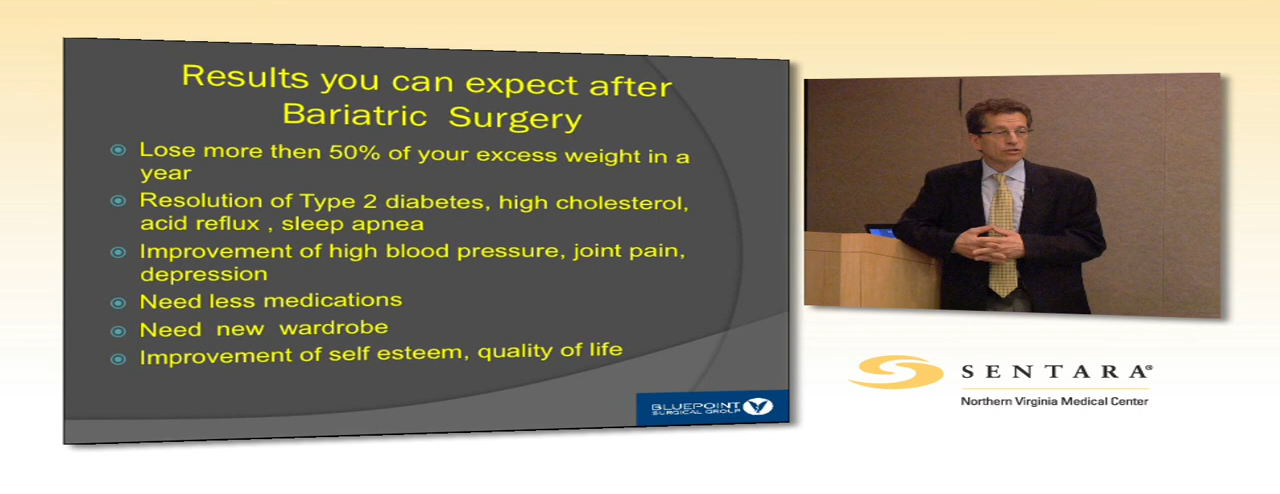 Results you can expect after
Bariatric Surgery
Lose more then 50% of your excess weight in a
year
Resolution of Type 2 diabetes, high cholesterol,
acid reflux , sleep apnea
Improvement of high blood pressure, joint pain,
depression
Need less medications
Need new wardrobe
Improvement of self esteem, quality of life
BLUEPOINT
SURGICAL GROUP
SENTARA®
Northern Virginia Medical Center